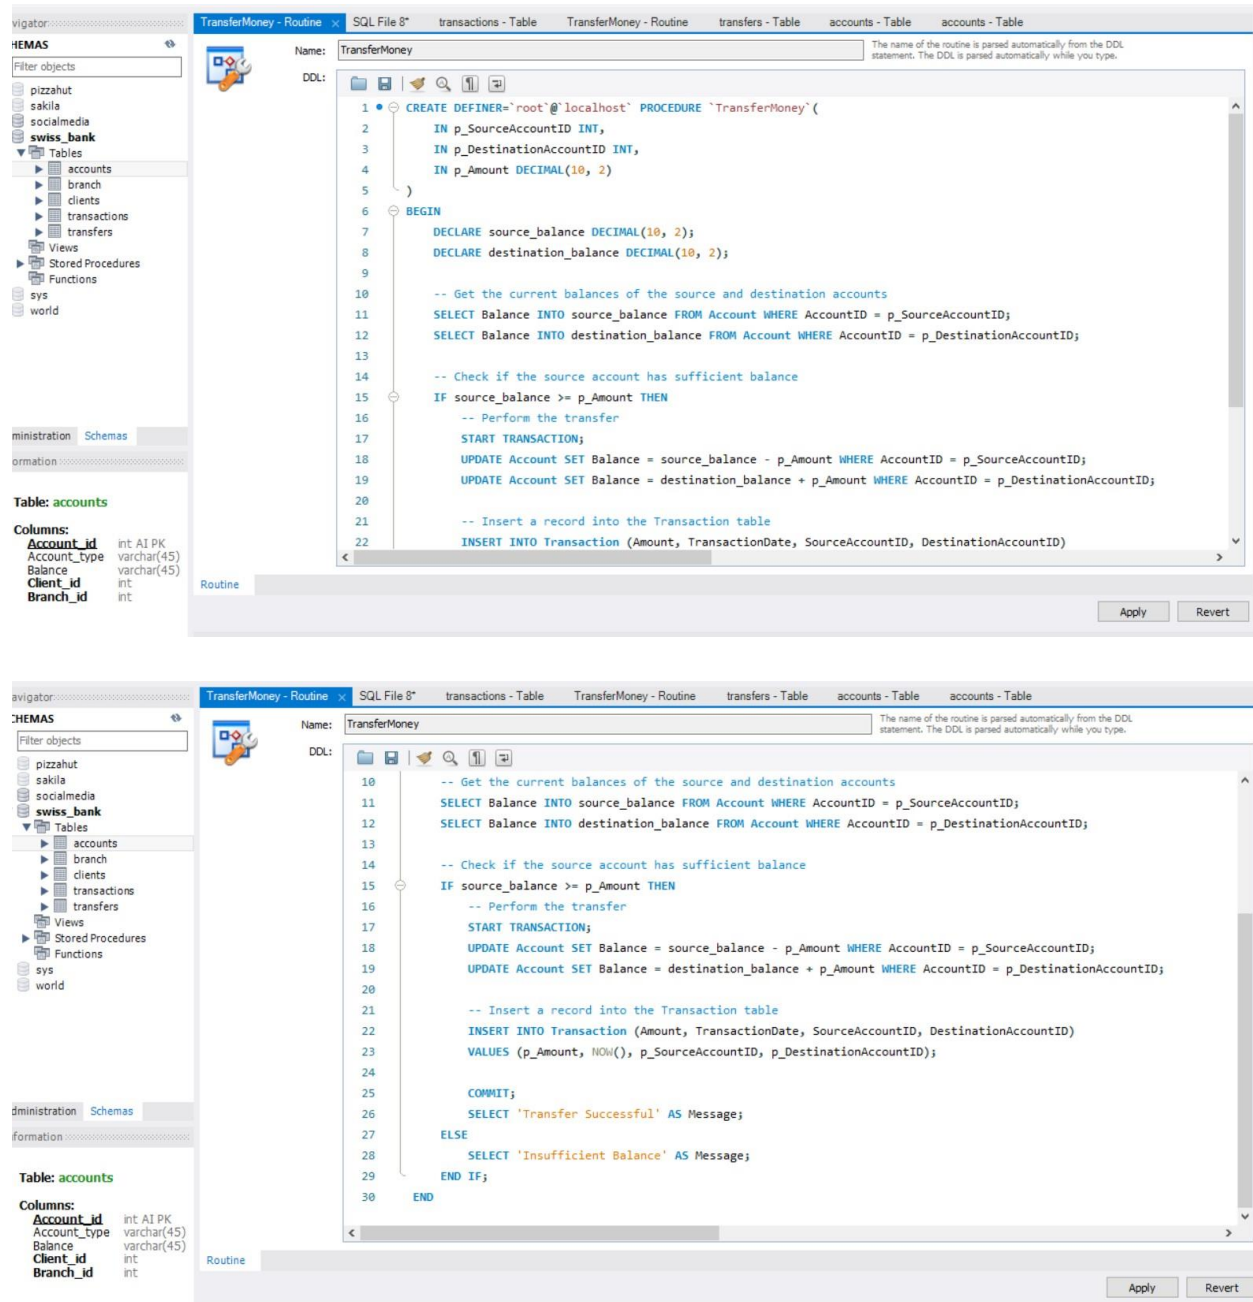 vigator
TransferMoney - Routine × SQL File 8* transactions - Table TransferMoney - Routine transfers - Table accounts - Table accounts - Table
HEMAS
Filter objects
pizzahut
sakila
socialmedia
swiss_bank
Tables
accounts
branch
clients
transactions
transfers
Views
Stored Procedures
Functions
sys
world
ministration Schemas
ormation
Table: accounts
Columns:
Account_id int AI PK
Account_type varchar(45)
Balance varchar(45)
Client_id int
Branch_id int
Name: TransferMoney
The name of the routine is parsed automatically from the DDL
statement. The DDL is parsed automatically while you type.
DDL:
1 CREATE DEFINER=`root`@`localhost` PROCEDURE `TransferMoney`(
2 IN p_SourceAccountID INT,
3 IN p_DestinationAccountID INT,
4 IN p_Amount DECIMAL(10, 2)
5 )
6 BEGIN
7 DECLARE source_balance DECIMAL(10, 2);
8 DECLARE destination_balance DECIMAL(10, 2);
9
10 -- Get the current balances of the source and destination accounts
11 SELECT Balance INTO source_balance FROM Account WHERE AccountID = p_SourceAccountID;
12 SELECT Balance INTO destination_balance FROM Account WHERE AccountID = p_DestinationAccountID;
13
14 -- Check if the source account has sufficient balance
15 IF source_balance >= p_Amount THEN
16 -- Perform the transfer
17 START TRANSACTION;
18 UPDATE Account SET Balance = source_balance - p_Amount WHERE AccountID = p_SourceAccountID;
19 UPDATE Account SET Balance = destination_balance + p_Amount WHERE AccountID = p_DestinationAccountID;
20
21 -- Insert a record into the Transaction table
22 INSERT INTO Transaction (Amount, TransactionDate, SourceAccountID, DestinationAccountID)
Routine
Apply Revert
avigator
TransferMoney - Routine × SQL File 8* transactions - Table TransferMoney - Routine transfers - Table accounts - Table accounts - Table
CHEMAS
Filter objects
pizzahut
sakila
socialmedia
swiss_bank
Tables
accounts
branch
clients
transactions
transfers
Views
Stored Procedures
Functions
sys
world
dministration Schemas
formation
Table: accounts
Columns:
Account_id int AI PK
Account_type varchar(45)
Balance varchar(45)
Client_id int
Branch_id int
Name: TransferMoney
The name of the routine is parsed automatically from the DDL
statement. The DDL is parsed automatically while you type.
DDL:
10 -- Get the current balances of the source and destination accounts
11 SELECT Balance INTO source_balance FROM Account WHERE AccountID = p_SourceAccountID;
12 SELECT Balance INTO destination_balance FROM Account WHERE AccountID = p_DestinationAccountID;
13
14 -- Check if the source account has sufficient balance
15 IF source_balance >= p_Amount THEN
16 -- Perform the transfer
17 START TRANSACTION;
18 UPDATE Account SET Balance = source_balance - p_Amount WHERE AccountID = p_SourceAccountID;
19 UPDATE Account SET Balance = destination_balance + p_Amount WHERE AccountID = p_DestinationAccountID;
20
21 -- Insert a record into the Transaction table
22 INSERT INTO Transaction (Amount, TransactionDate, SourceAccountID, DestinationAccountID)
23 VALUES (p_Amount, NOW(), p_SourceAccountID, p_DestinationAccountID);
24
25 COMMIT;
26 SELECT 'Transfer Successful' AS Message;
27 ELSE
28 SELECT 'Insufficient Balance' AS Message;
29 END IF;
30 END
Routine
Apply Revert